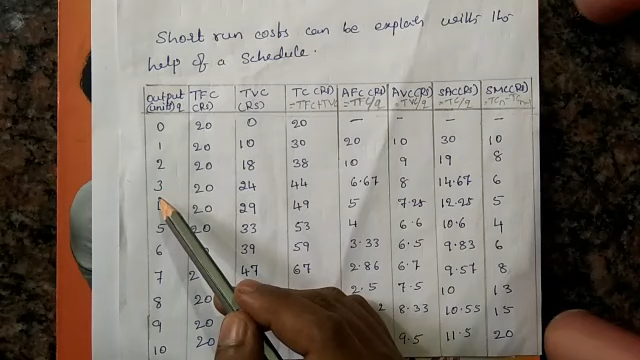 Short run costs can be explain with the
help of a schedule.
Output (units) q TFC (RS) TVC (RS) TC (RS) =TFC+TVC AFC (RS) =TFC/q AVC (RS) =TVC/q SAC (RS) =TC/q SMC (RS) =TCn-TCn-1
0 20 0 20 — — — —
1 20 10 30 20 10 30 10
2 20 18 38 10 9 19 8
3 20 24 44 6.67 8 14.67 6
20 29 49 5 7.25 12.25 5
5 20 33 53 4 6.6 10.6 4
6 39 59 3.33 6.5 9.83 6
7 2 47 67 2.86 6.7 9.57 8
8 20 2.5 7.5 10 13
9 20 2 8.33 10.55 15
10 20 9.5 11.5 20